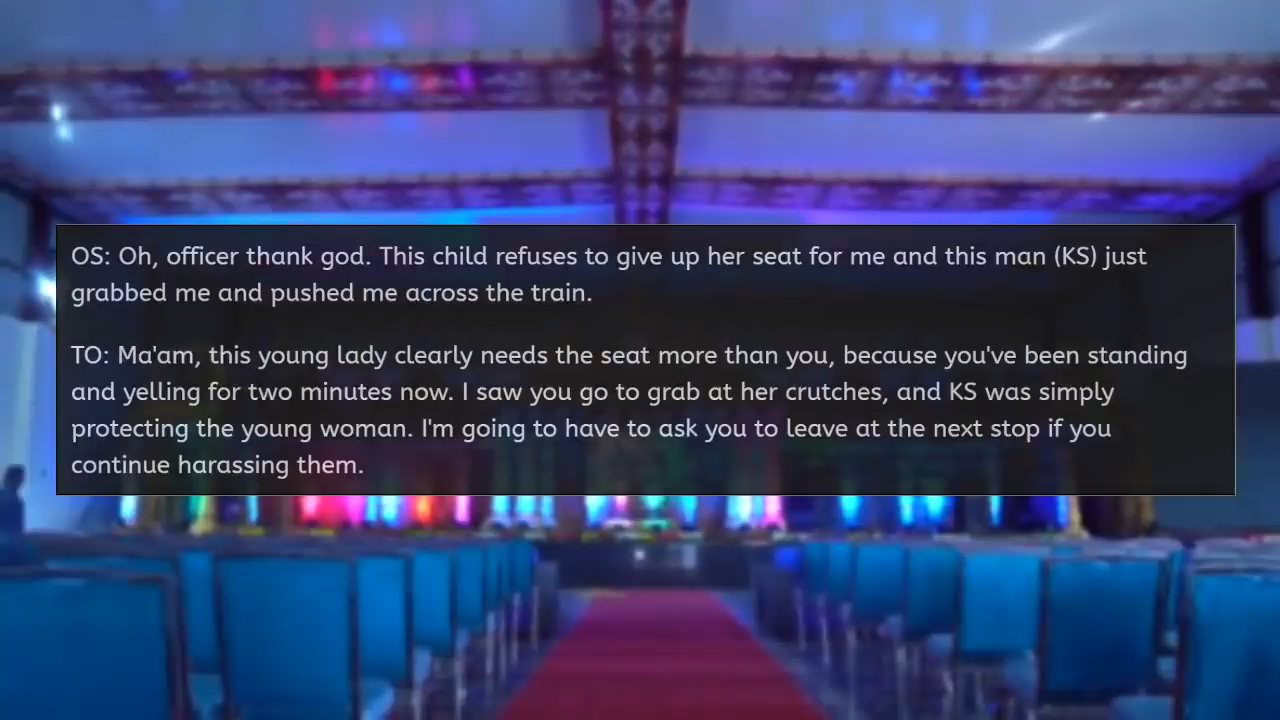 OS: Oh, officer thank god. This child refuses to give up her seat for me and this man (KS) just
grabbed me and pushed me across the train.
TO: Ma'am, this young lady clearly needs the seat more than you, because you've been standing
and yelling for two minutes now. I saw you go to grab at her crutches, and KS was simply
protecting the young woman. I'm going to have to ask you to leave at the next stop if you
continue harassing them.